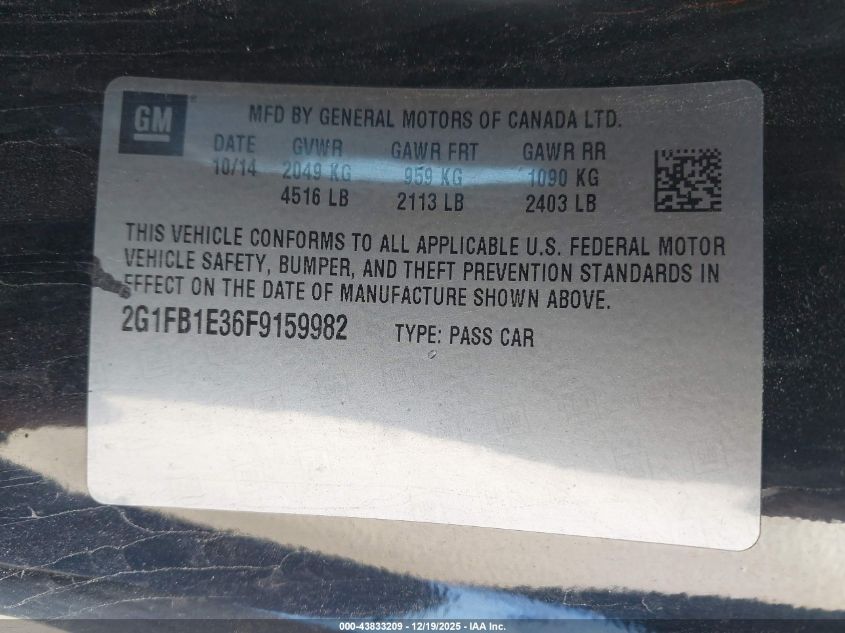 GM
MFD BY GENERAL MOTORS OF CANADA LTD.
DATE GVWR GAWR FRT GAWR RR
10/14 2049 KG 959 KG 1090 KG
4516 LB 2113 LB 2403 LB
THIS VEHICLE CONFORMS TO ALL APPLICABLE U.S. FEDERAL MOTOR
VEHICLE SAFETY, BUMPER, AND THEFT PREVENTION STANDARDS IN
EFFECT ON THE DATE OF MANUFACTURE SHOWN ABOVE.
2G1FB1E36F9159982 TYPE: PASS CAR
000-43833209 - 12/19/2025 - IAA Inc.